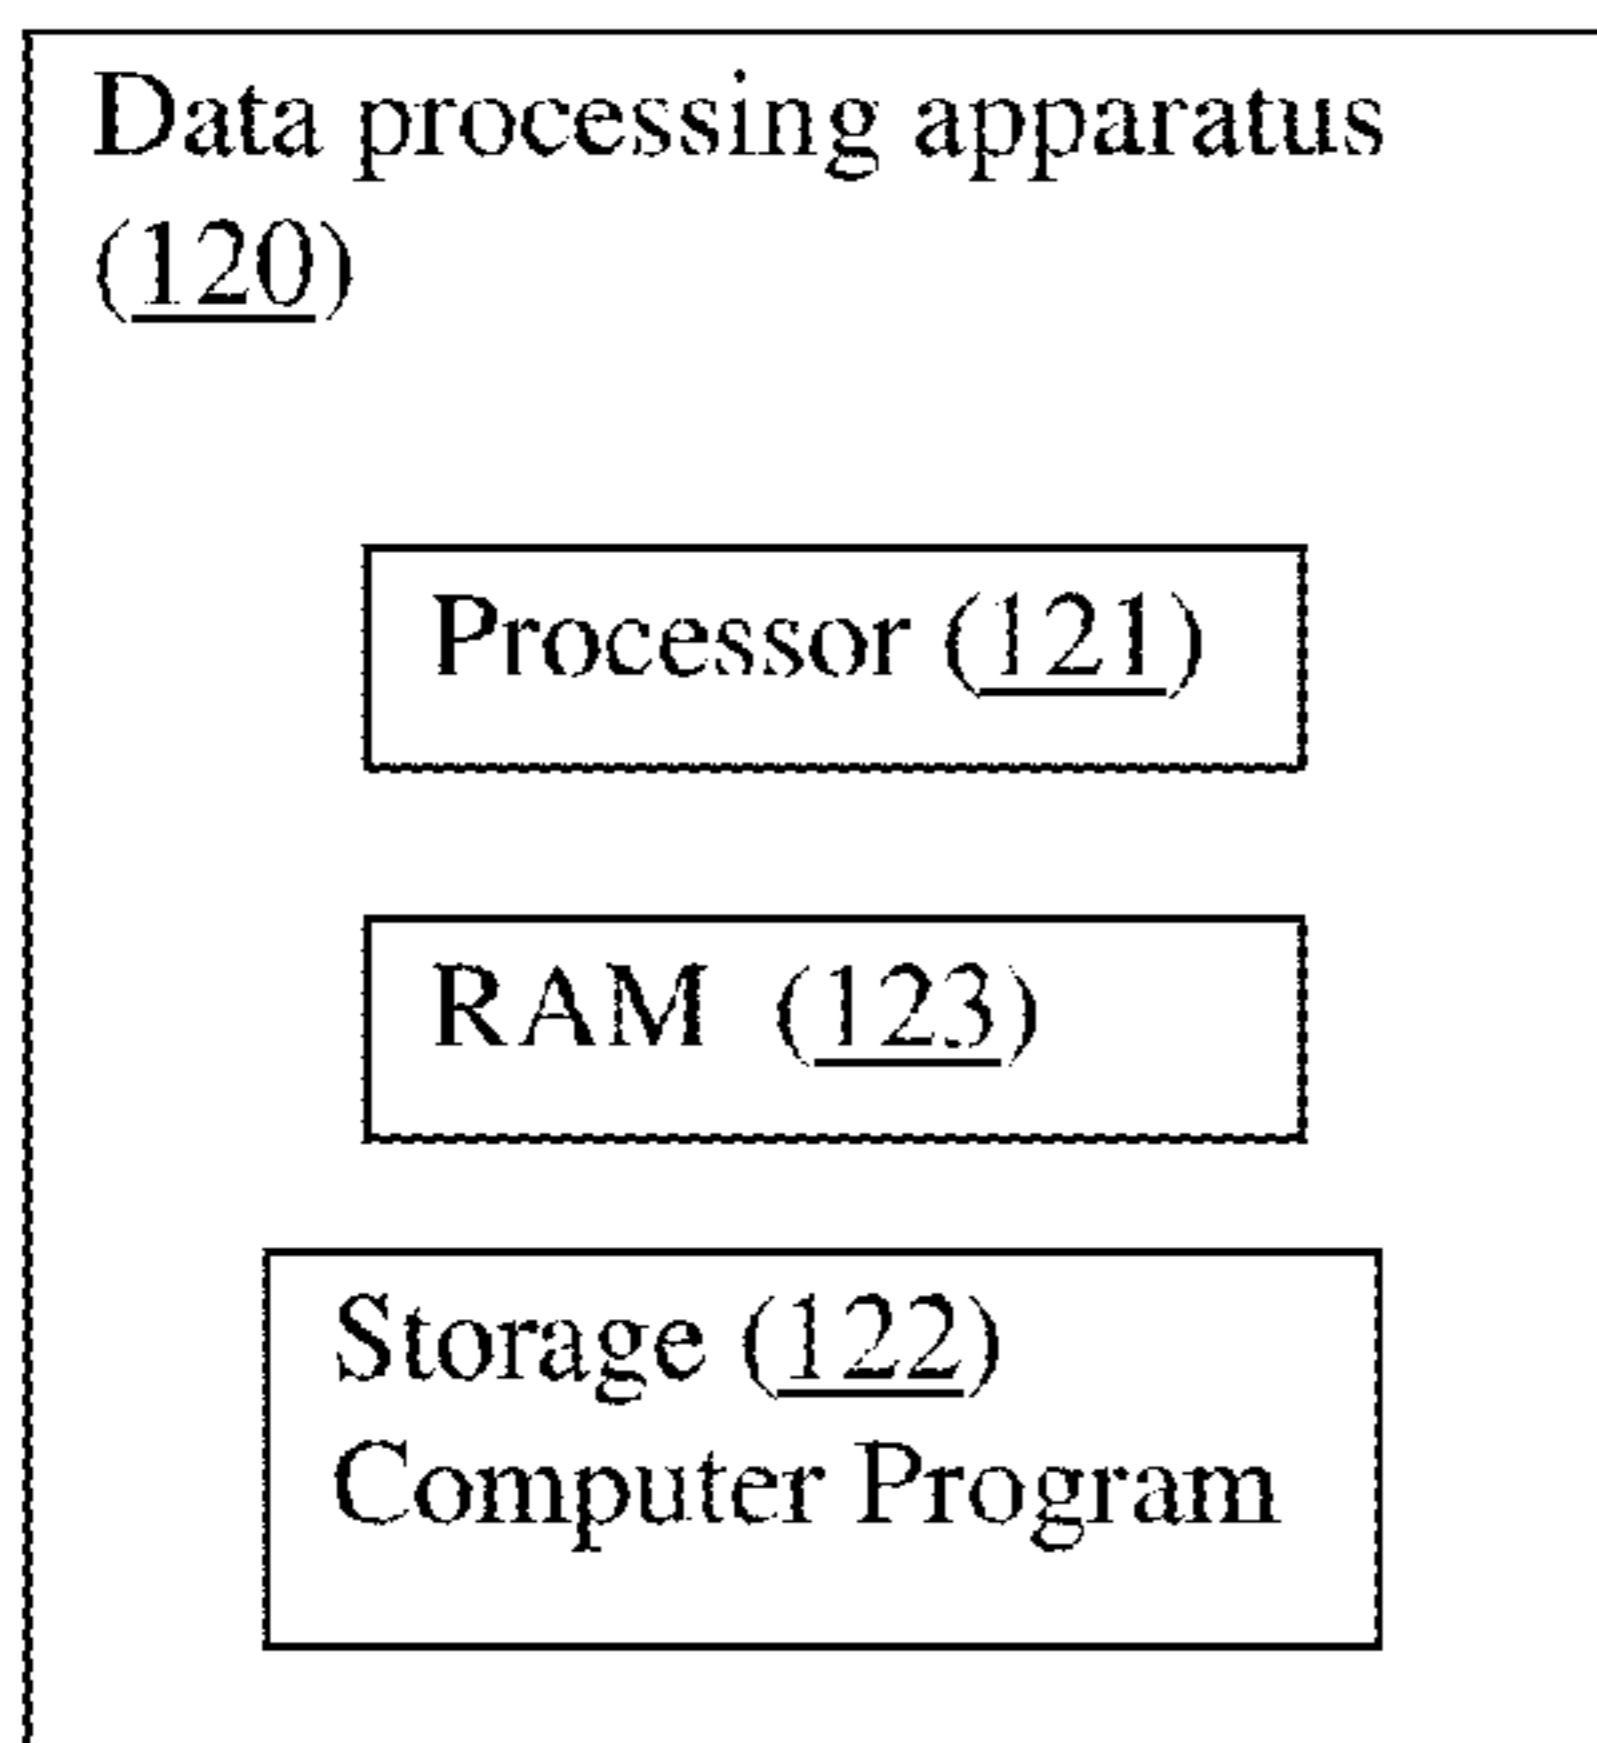 Data processing apparatus
(120)
Processor (121)
RAM (123)
Storage (122)
Computer Program